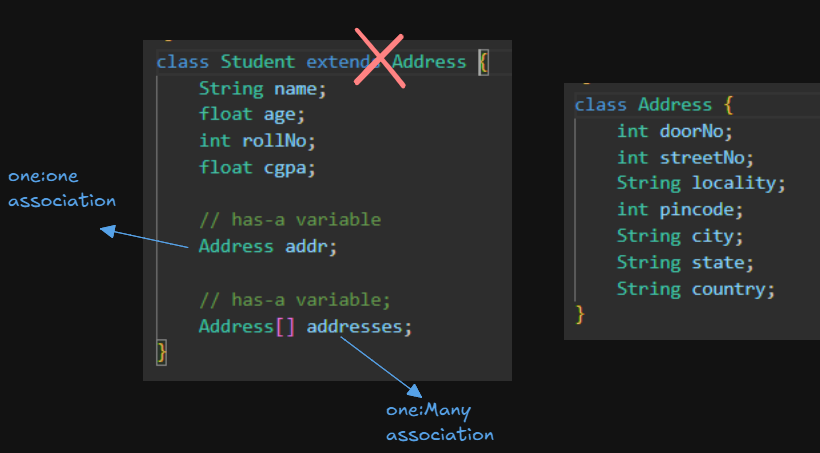 class Student extends Address {
String name;
float age;
int rollNo;
float cgpa;
// has-a variable
Address addr;
// has-a variable;
Address[] addresses;
}
one:one
association
one:Many
association
class Address {
int doorNo;
int streetNo;
String locality;
int pincode;
String city;
String state;
String country;
}